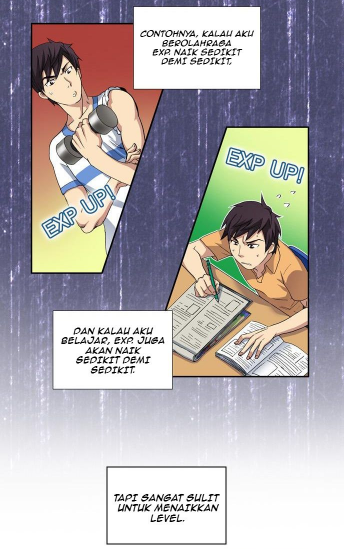 CONTOHNYA, KALAU AKU
BEROLAHRAGA
EXP. NAIK SEDIKIT
DEMI SEDIKIT.
EXP UP!
EXP UP!
DAN KALAU AKU
BELAJAR, EXP. JUGA
AKAN NAIK
SEDIKIT DEMI
SEDIKIT.
TAPI SANGAT SULIT
UNTUK MENAIKKAN
LEVEL.